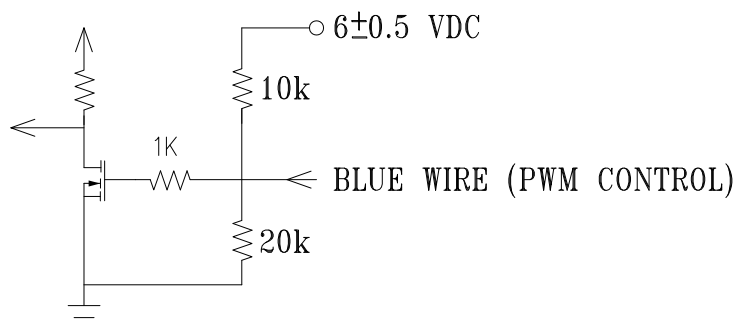 6±0.5 VDC
10k
1K
BLUE WIRE (PWM CONTROL)
20k